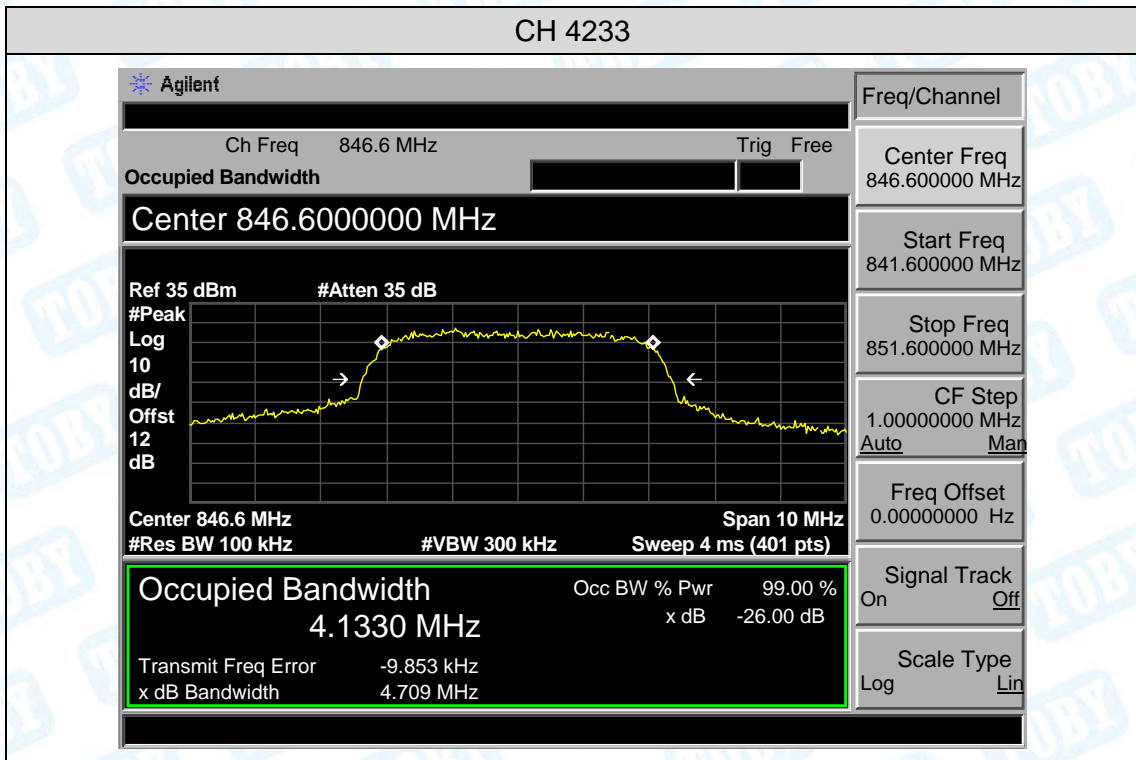 CH 4233
Agilent
Freq/Channel
Ch Freq 846.6 MHz Trig Free
Occupied Bandwidth
Center Freq
846.600000 MHz
Center 846.6000000 MHz
Start Freq
841.600000 MHz
Ref 35 dBm #Atten 35 dB
#Peak
Log
10
dB/
Offst
12
dB
Stop Freq
851.600000 MHz
CF Step
1.00000000 MHz
Auto Man
Freq Offset
0.00000000 Hz
Center 846.6 MHz Span 10 MHz
#Res BW 100 kHz #VBW 300 kHz Sweep 4 ms (401 pts)
Occupied Bandwidth
4.1330 MHz
Occ BW % Pwr 99.00 %
x dB -26.00 dB
Transmit Freq Error -9.853 kHz
x dB Bandwidth 4.709 MHz
Signal Track
On Off
Scale Type
Log Lin
TOBY